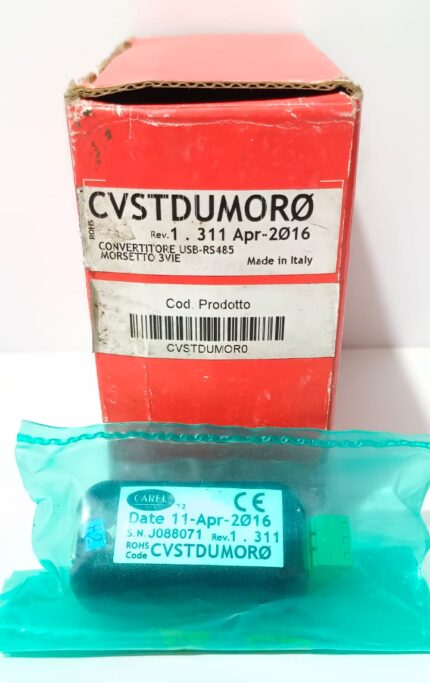 CVSTDUMORØ
ROHS
Rev.1 . 311 Apr-2Ø16
CONVERTITORE USB-RS485
MORSETTO 3VIE
Made in Italy
Cod. Prodotto
CVSTDUMOR0
CAREL
12
CE
Date 11-Apr-2Ø16
S.N.J088071 Rev.1 . 311
ROHS
Code CVSTDUMORØ